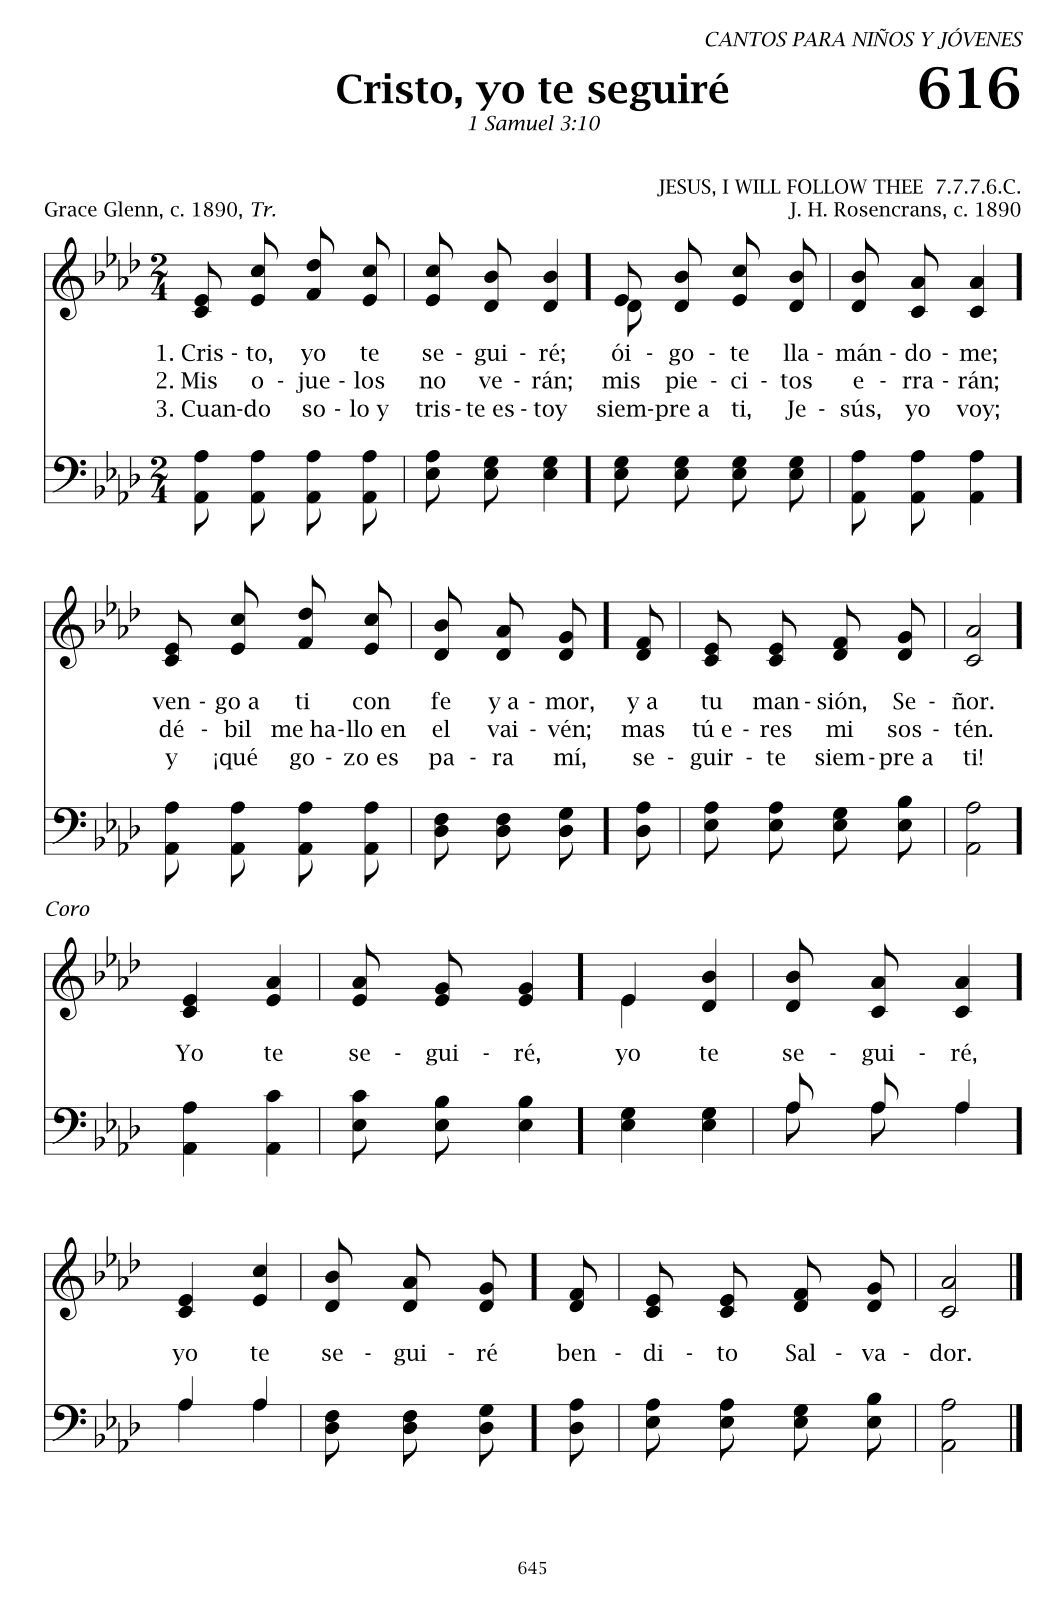 CANTOS PARA NIÑOS Y JÓVENES
Cristo, yo te seguiré 616
1 Samuel 3:10
JESUS, I WILL FOLLOW THEE 7.7.7.6.C.
Grace Glenn, c. 1890, Tr. J. H. Rosencrans, c. 1890
2 4
1. Cris - to, yo te se - gui - ré; ói - go - te lla - mán - do - me;
2. Mis o - jue - los no ve - rán; mis pie - ci - tos e - rra - rán;
3. Cuan-do so - lo y tris - te es - toy siem-pre a ti, Je - sús, yo voy;
2 4
ven - go a ti con fe y a - mor, y a tu man - sión, Se - ñor.
dé - bil me ha-llo en el vai - vén; mas tú e - res mi sos - tén.
y ¡qué go - zo es pa - ra mí, se - guir - te siem - pre a ti!
Coro
Yo te se - gui - ré, yo te se - gui - ré,
yo te se - gui - ré ben - di - to Sal - va - dor.
645